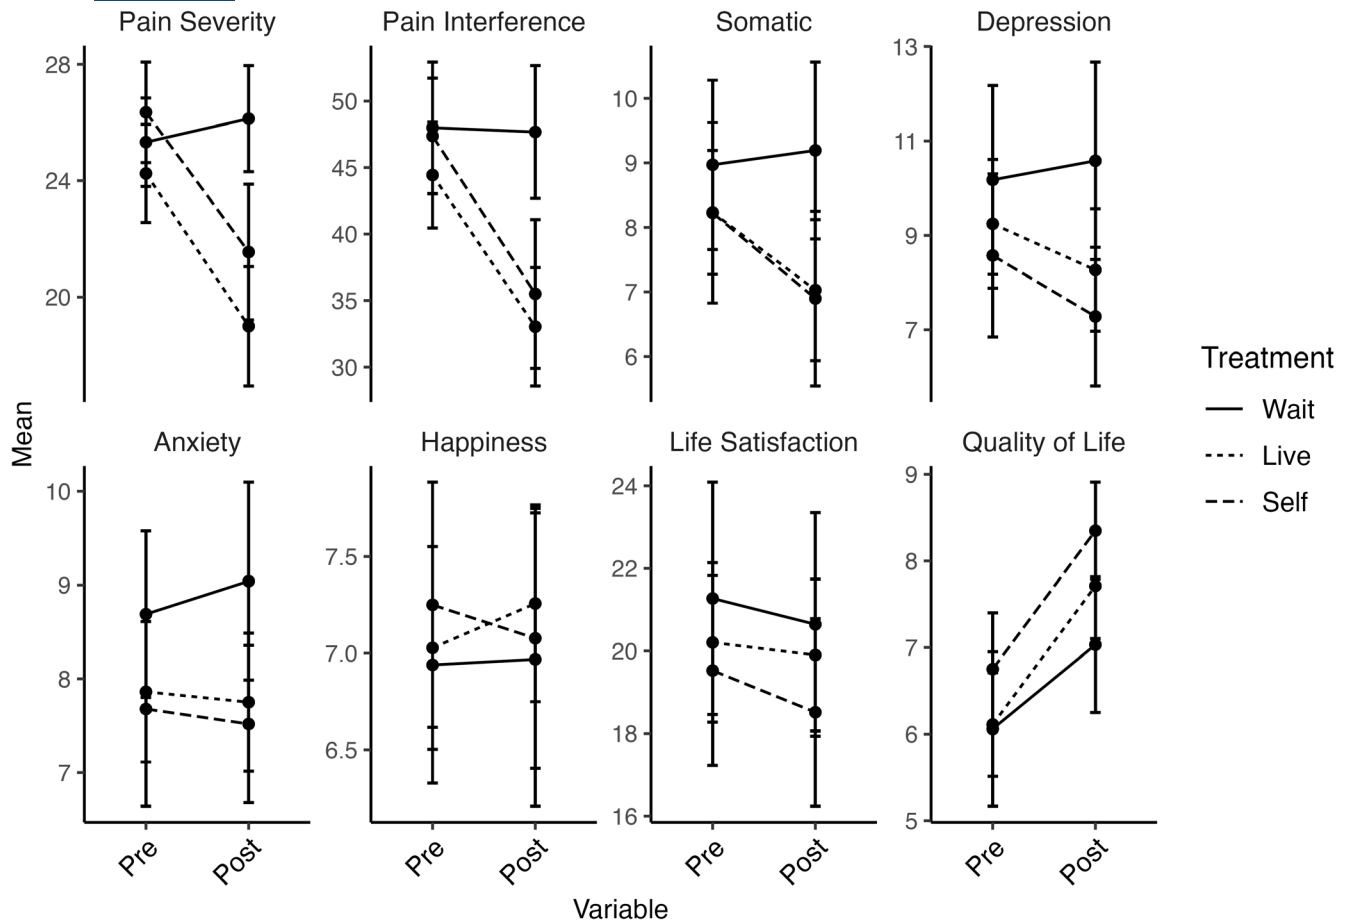 Pain Severity
Pain Interference
Somatic
Depression
28
24
20
50
45
40
35
30
10
9
8
7
6
13
11
9
7
Mean
Anxiety
Happiness
Life Satisfaction
Quality of Life
10
9
8
7
7.5
7.0
6.5
24
22
20
18
16
9
8
7
6
5
Pre
Post
Pre
Post
Pre
Post
Pre
Post
Variable
Treatment
Wait
Live
Self